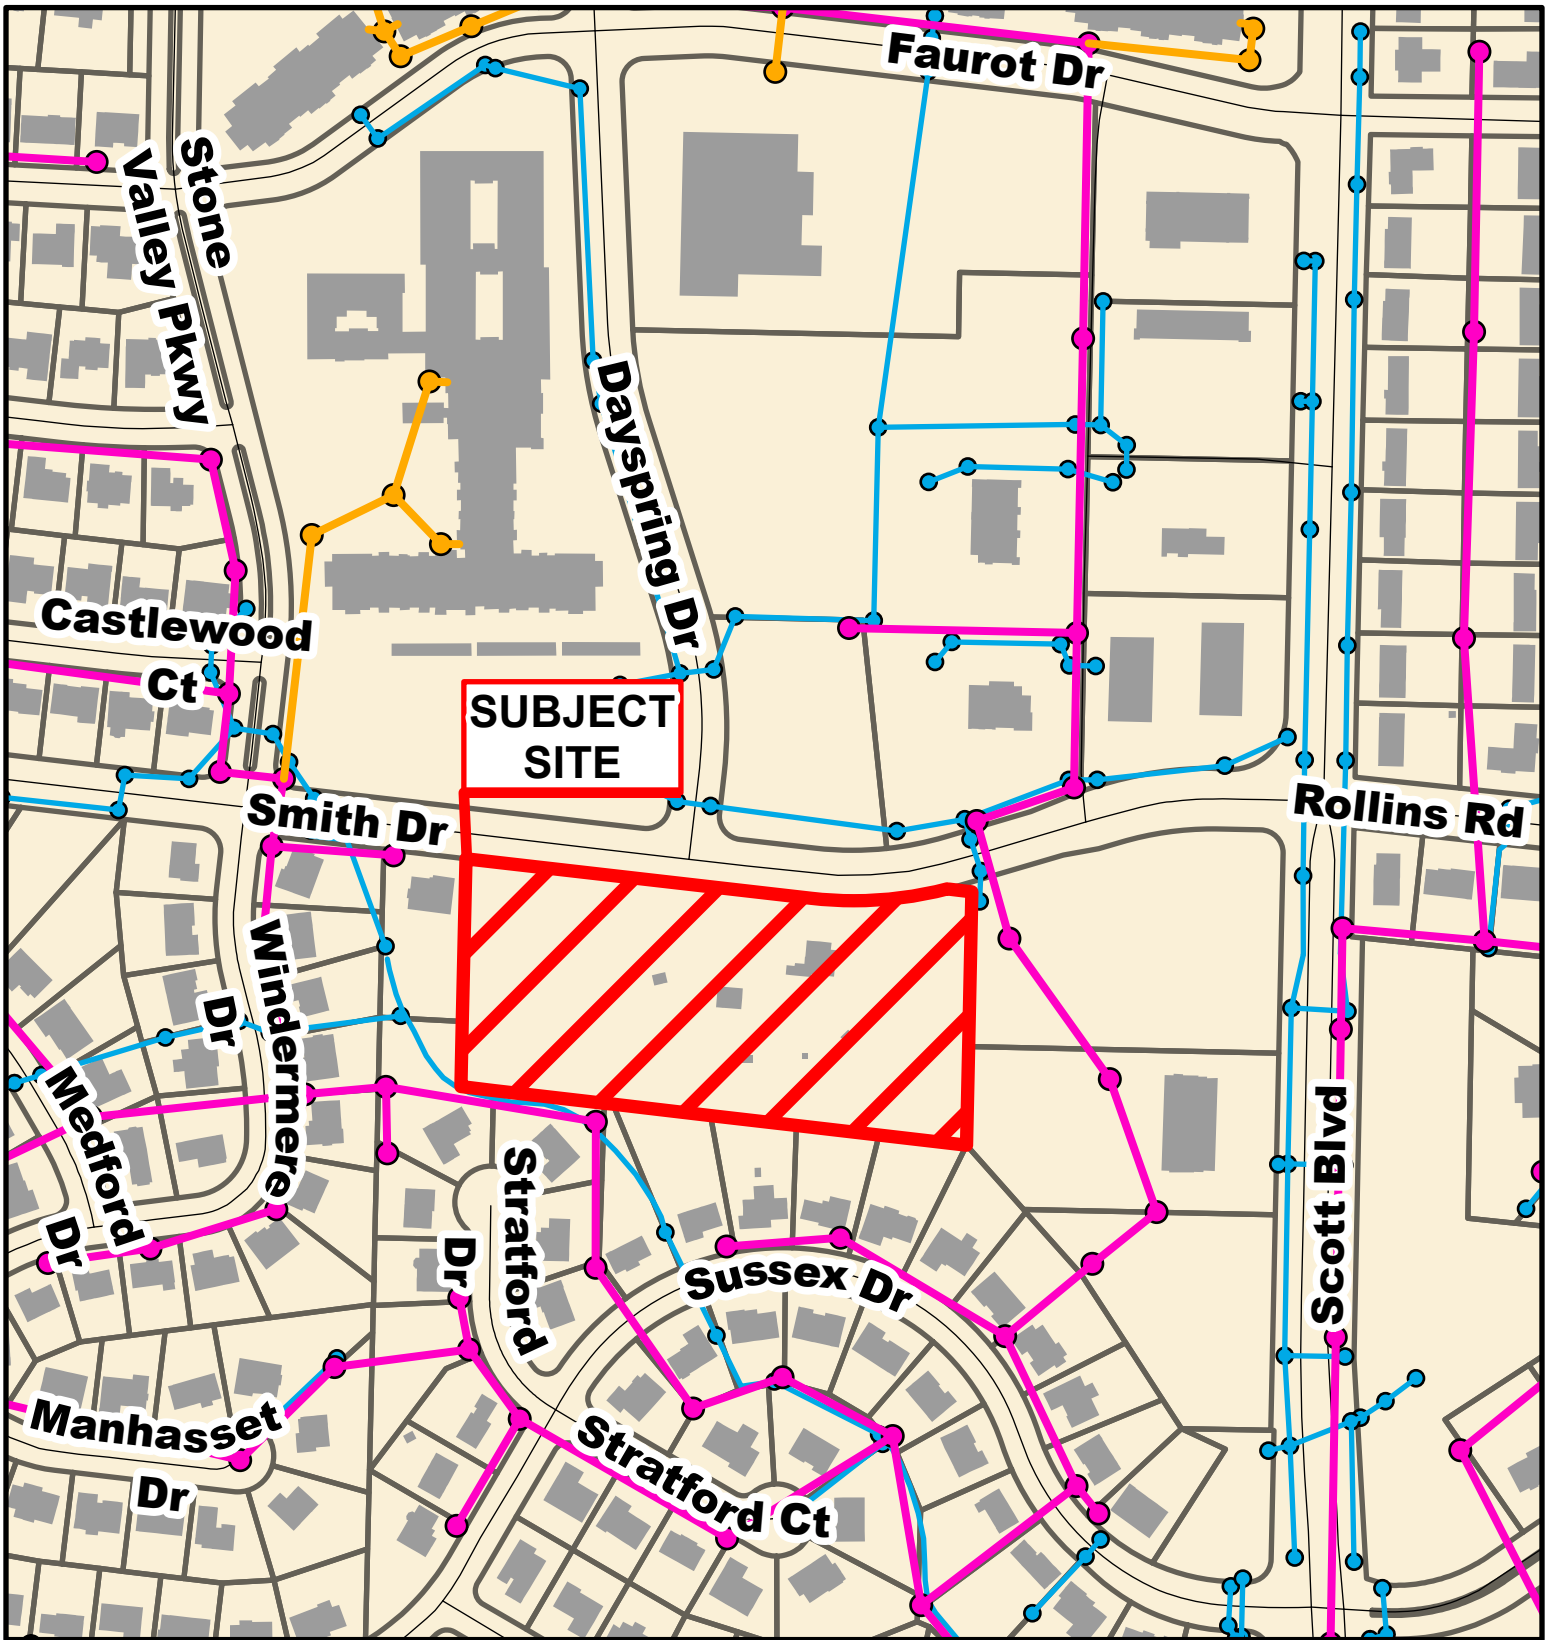 Faurot Dr
Stone
Valley Pkwy
Dayspring Dr
Castlewood
Ct
SUBJECT
SITE
Smith Dr
Rollins Rd
Windermere
Dr
Medford
Dr
Stratford
Dr
Scott Blvd
Sussex Dr
Manhasset
Dr
Stratford Ct